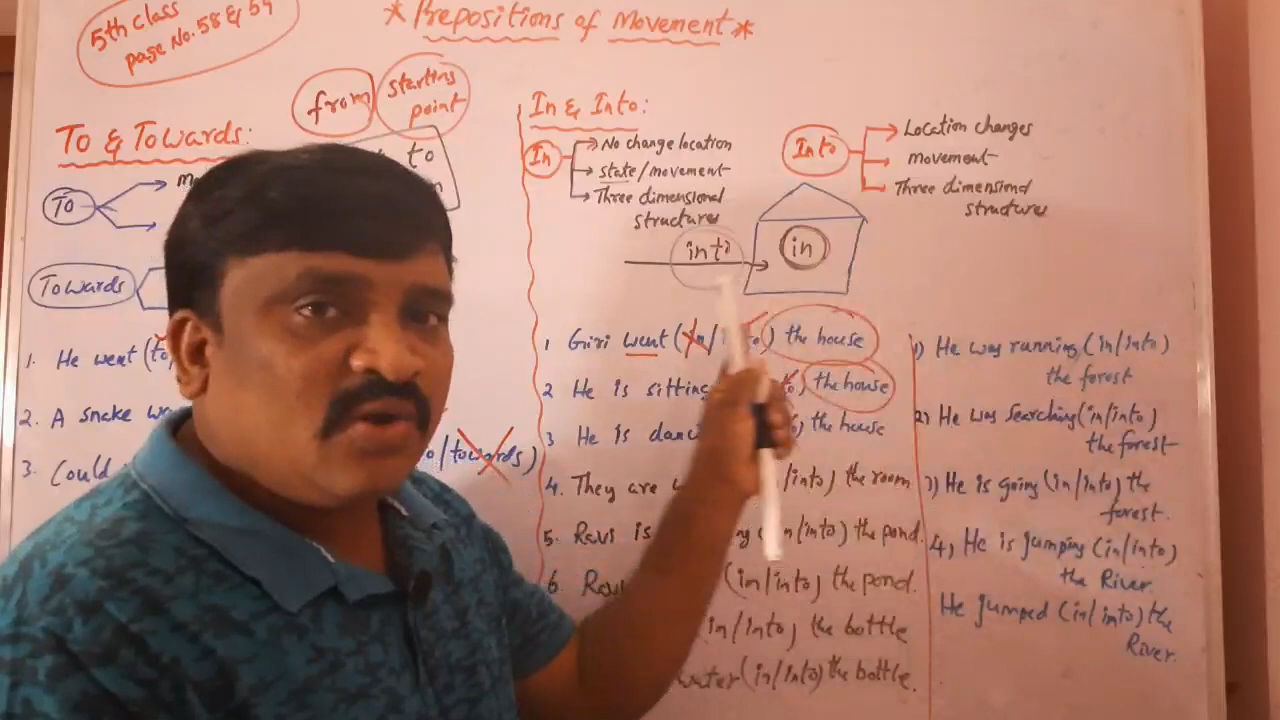 5th class
page No. 58 & 59
*Prepositions of Movement*
from
starting
point
To & Towards:
to
To
Towards
1. He went (to
2. A snake
3. Could
/towards)
In & Into:
In
No change location
state/movement
Three dimensional
structures
Into
Location changes
movement
Three dimensional
structures
into
in
1 Giri went (in/into) the house
2 He is sitting the house
3 He is the house
4. They are /into) the room
5. Ravi is (in/into) the pond.
6. (in/into) the pond.
in/into) the bottle
water (in/into) the bottle.
1) He was running (in/into)
the forest
2) He was searching (in/into)
the forest
3) He is going (in/into) the
forest.
4) He is jumping (in/into)
the River.
He jumped (in/into) the
River.